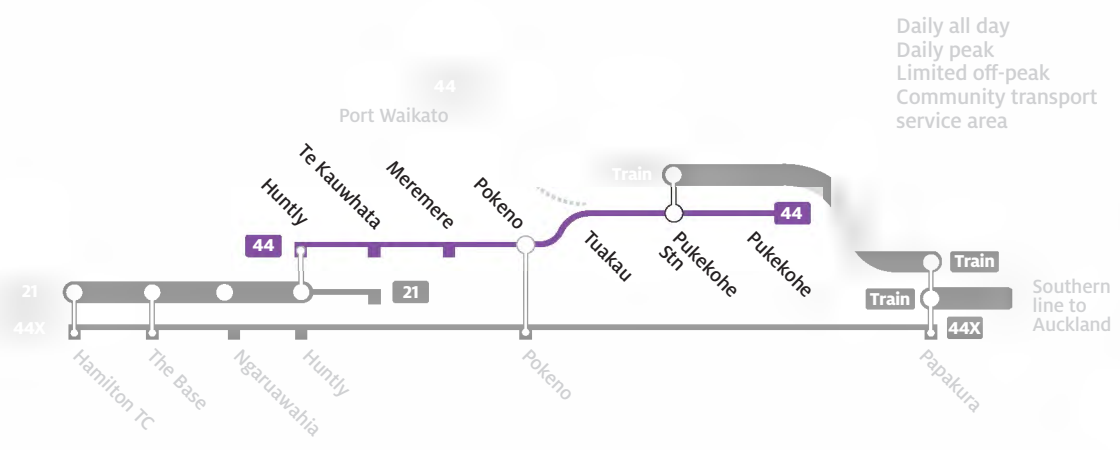 Daily all day
Daily peak
Limited off-peak
Community transport
service area
44
Port Waikato
Te Kauwhata
Meremere
Huntly
Pokeno
Train
44
44
Tuakau
Pukekohe
Stn
Pukekohe
Train
21
21
Train
Southern
line to
Auckland
44X
44X
Hamilton TC
The Base
Ngaruawahia
Huntly
Pokeno
Papakura